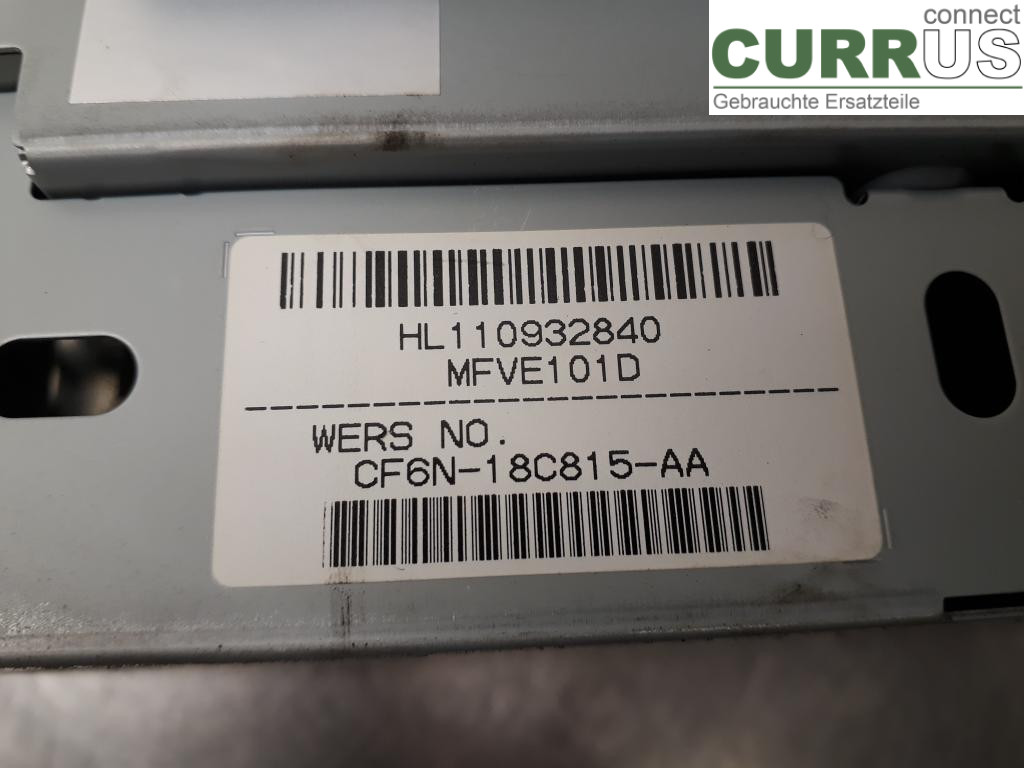 connect
CURRUS
Gebrauchte Ersatzteile
HL110932840
MFVE101D
WERS NO.
CF6N-18C815-AA